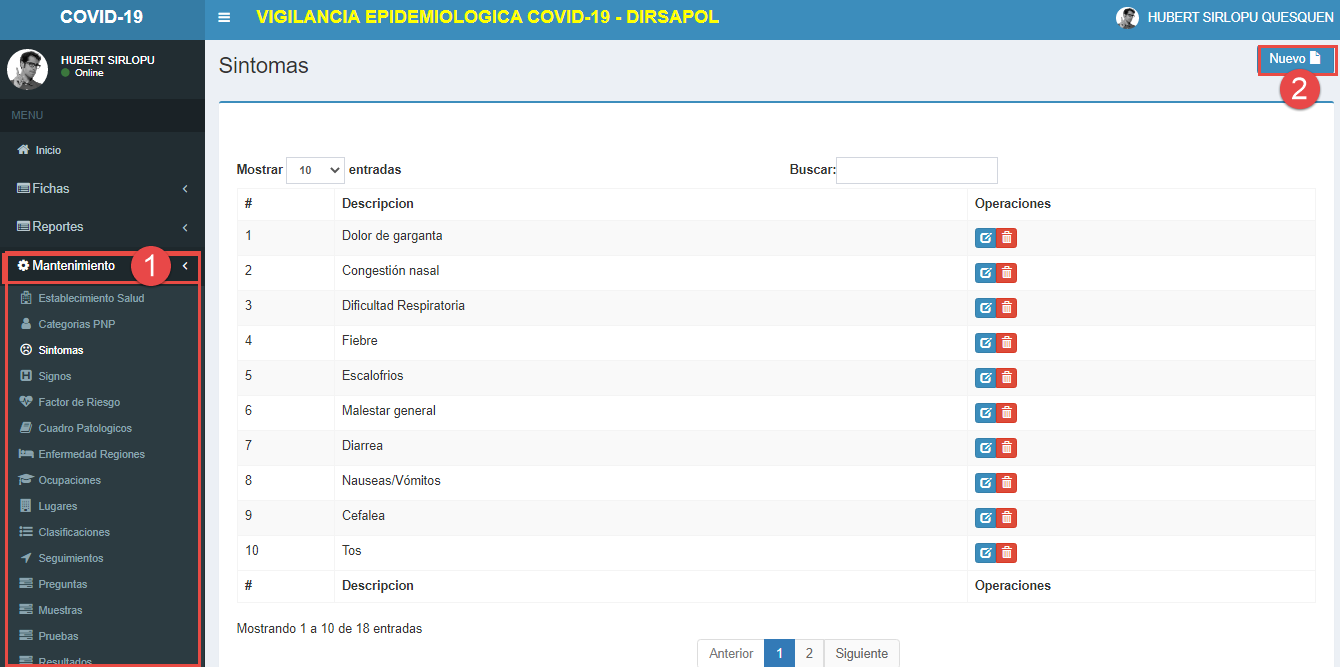 COVID-19
VIGILANCIA EPIDEMIOLOGICA COVID-19 - DIRSAPOL
HUBERT SIRLOPU QUESQUEN
HUBERT SIRLOPU
Online
MENU
Inicio
Fichas
Reportes
Mantenimiento
1
Establecimiento Salud
Categorias PNP
Sintomas
Signos
Factor de Riesgo
Cuadro Patologicos
Enfermedad Regiones
Ocupaciones
Lugares
Clasificaciones
Seguimientos
Preguntas
Muestras
Pruebas
Resultados
Sintomas
Nuevo
2
Mostrar 10 entradas
Buscar:
# Descripcion Operaciones
1 Dolor de garganta
2 Congestión nasal
3 Dificultad Respiratoria
4 Fiebre
5 Escalofrios
6 Malestar general
7 Diarrea
8 Nauseas/Vómitos
9 Cefalea
10 Tos
# Descripcion Operaciones
Mostrando 1 a 10 de 18 entradas
Anterior 1 2 Siguiente